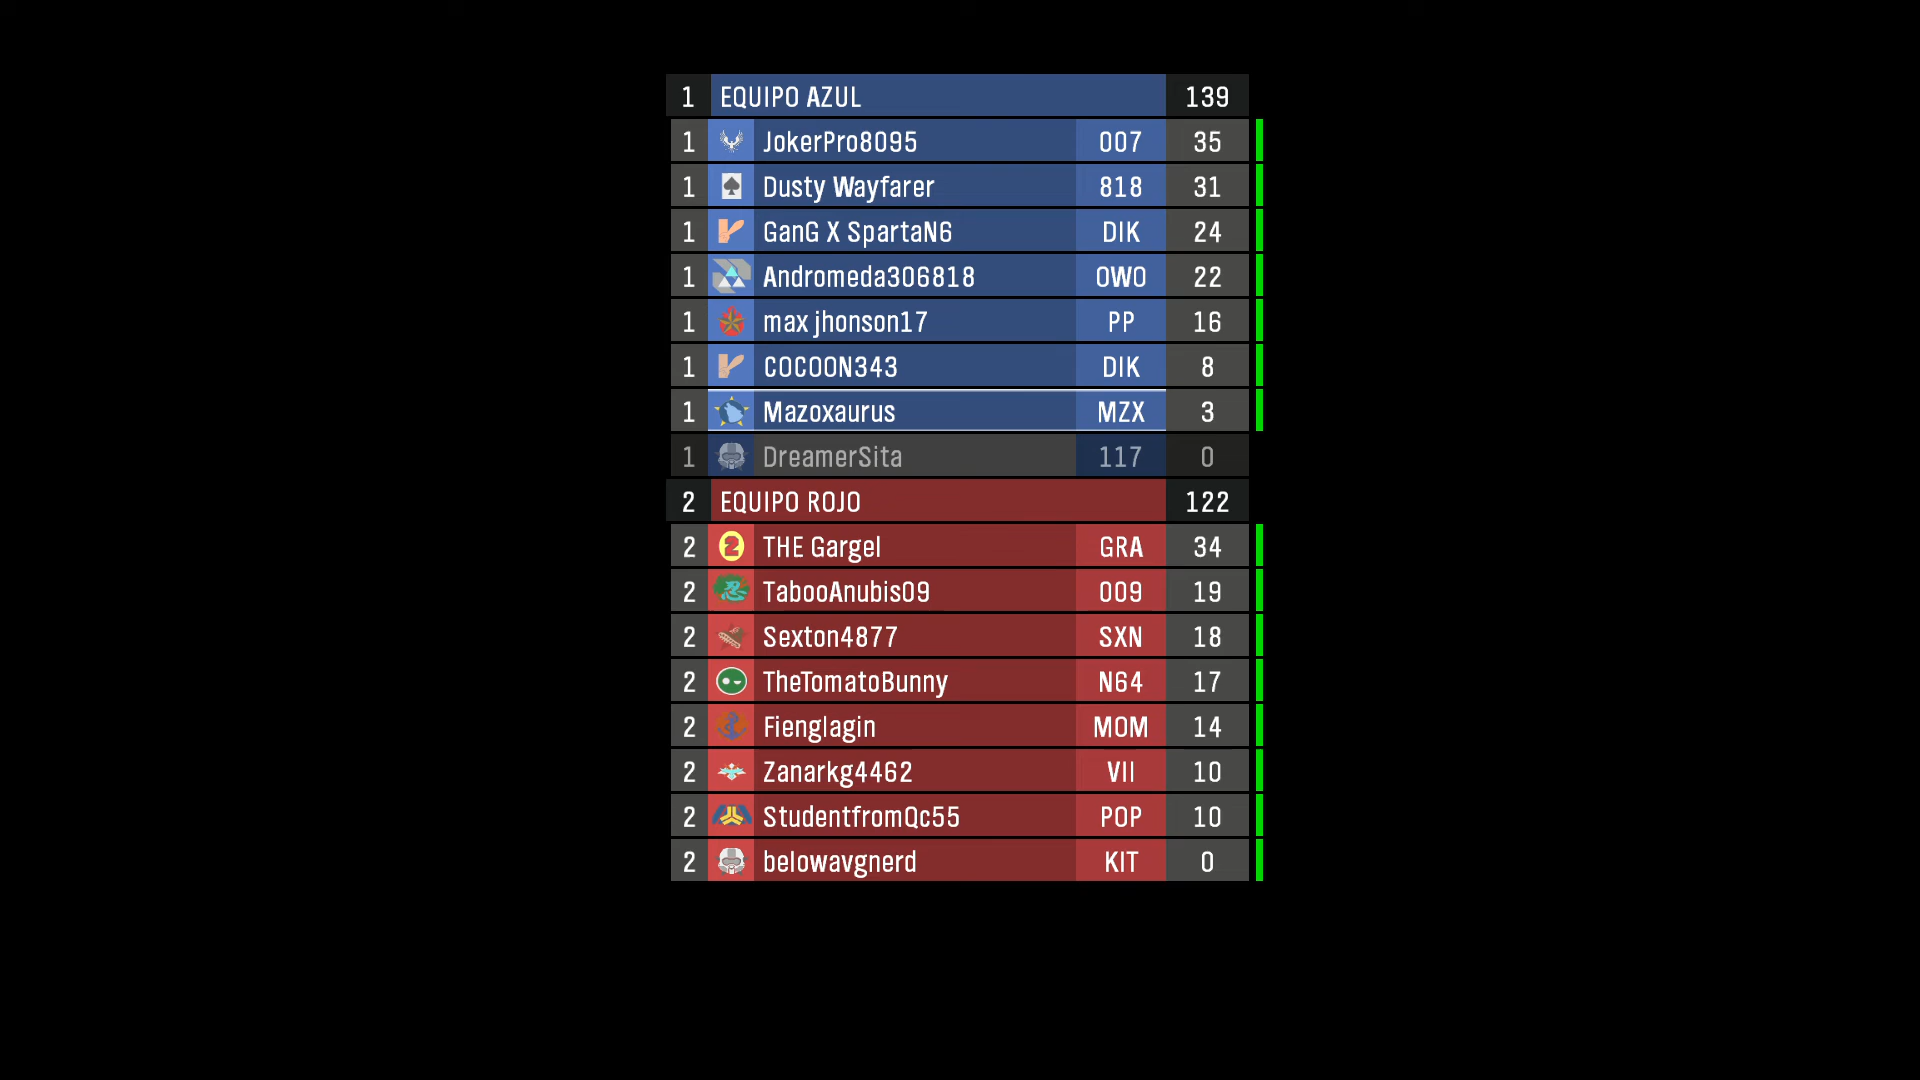 1 EQUIPO AZUL 139
1 JokerPro8095 007 35
1 Dusty Wayfarer 818 31
1 GanG X SpartaN6 DIK 24
1 Andromeda306818 OWO 22
1 max jhonson17 PP 16
1 COCOON343 DIK 8
1 Mazoxaurus MZX 3
1 DreamerSita 117 0
2 EQUIPO ROJO 122
2 THE Gargel GRA 34
2 TabooAnubis09 009 19
2 Sexton4877 SXN 18
2 TheTomatoBunny N64 17
2 Fienglagin MOM 14
2 Zanarkg4462 VII 10
2 StudentfromQc55 POP 10
2 belowavgnerd KIT 0